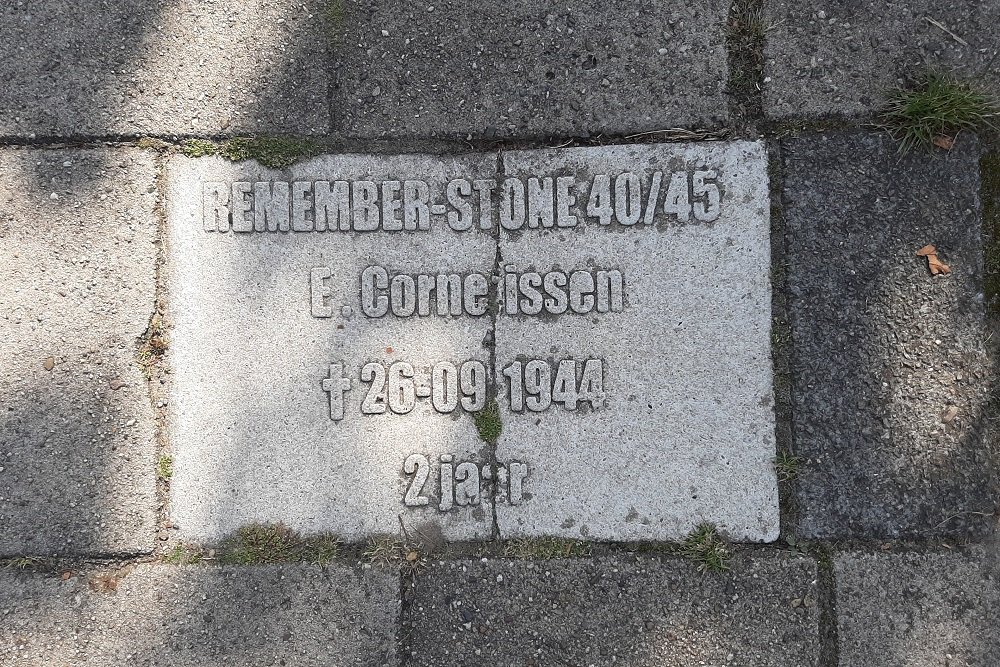 REMEMBER-STONE 40/45
E. Cornelissen
† 26-09 1944
2 jaar